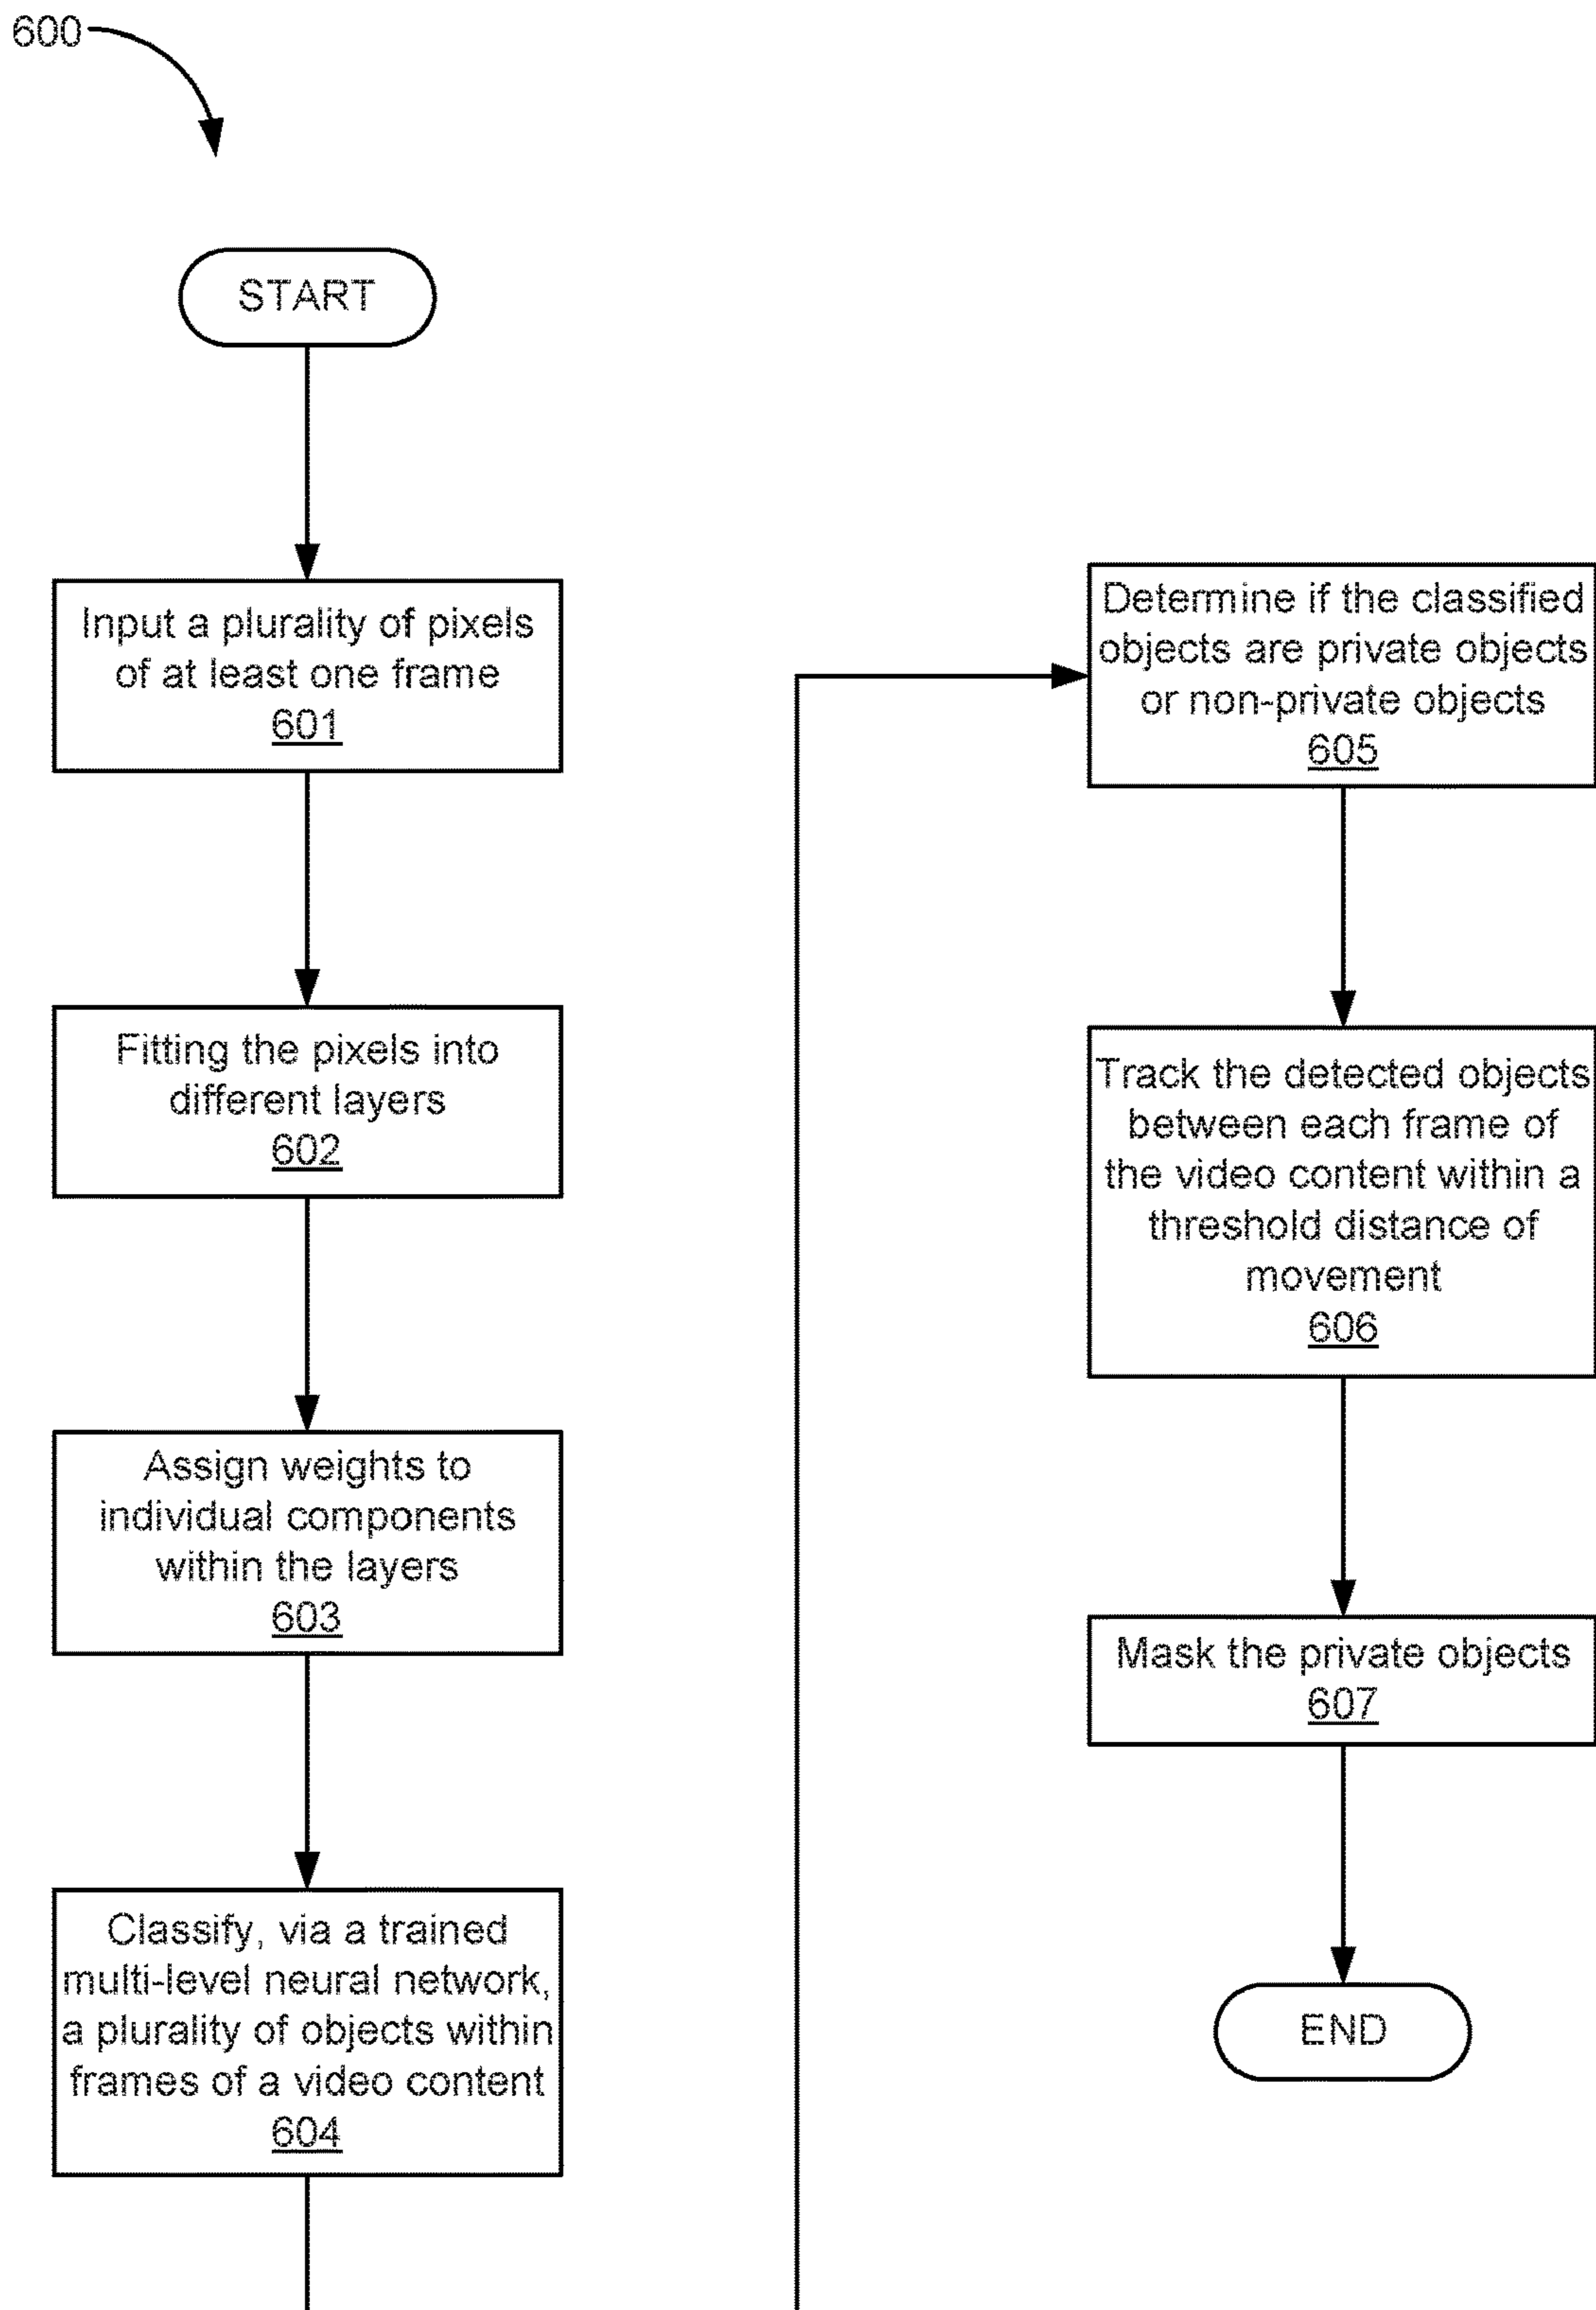 600
START
Input a plurality of pixels
of at least one frame
601
Fitting the pixels into
different layers
602
Assign weights to
individual components
within the layers
603
Classify, via a trained
multi-level neural network,
a plurality of objects within
frames of a video content
604
Determine if the classified
objects are private objects
or non-private objects
605
Track the detected objects
between each frame of
the video content within a
threshold distance of
movement
606
Mask the private objects
607
END